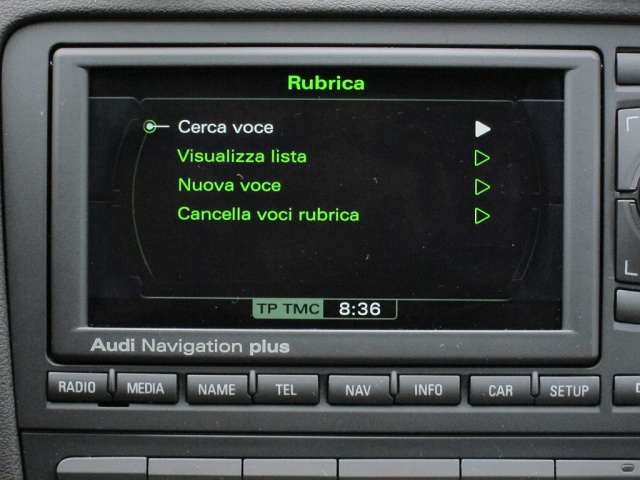 Rubrica
Cerca voce
Visualizza lista
Nuova voce
Cancella voci rubrica
TP TMC 8:36
Audi Navigation plus
RADIO MEDIA NAME TEL NAV INFO CAR SETUP